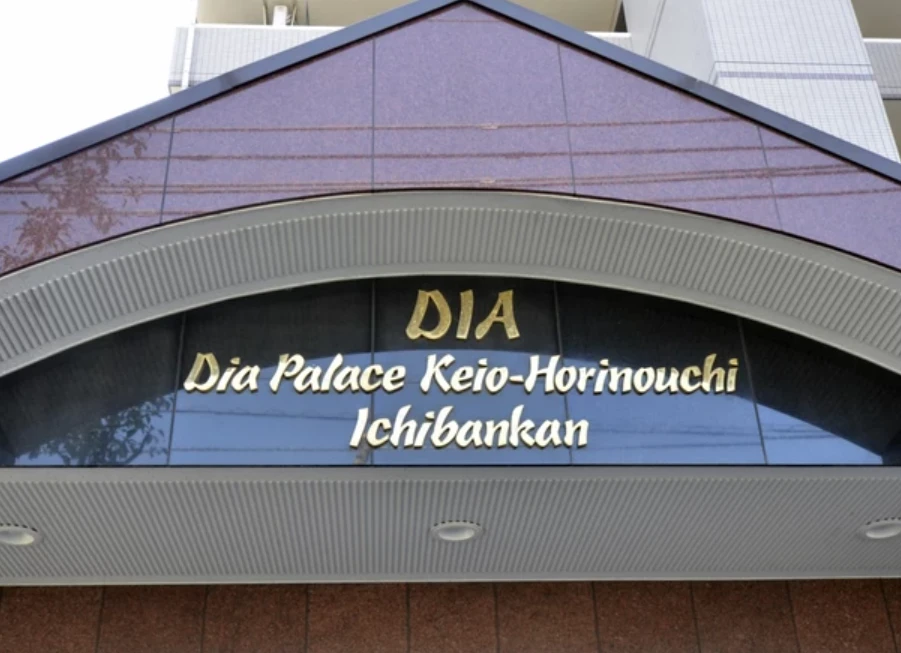 DIA
Dia Palace Keio-Horinouchi
Ichibankan